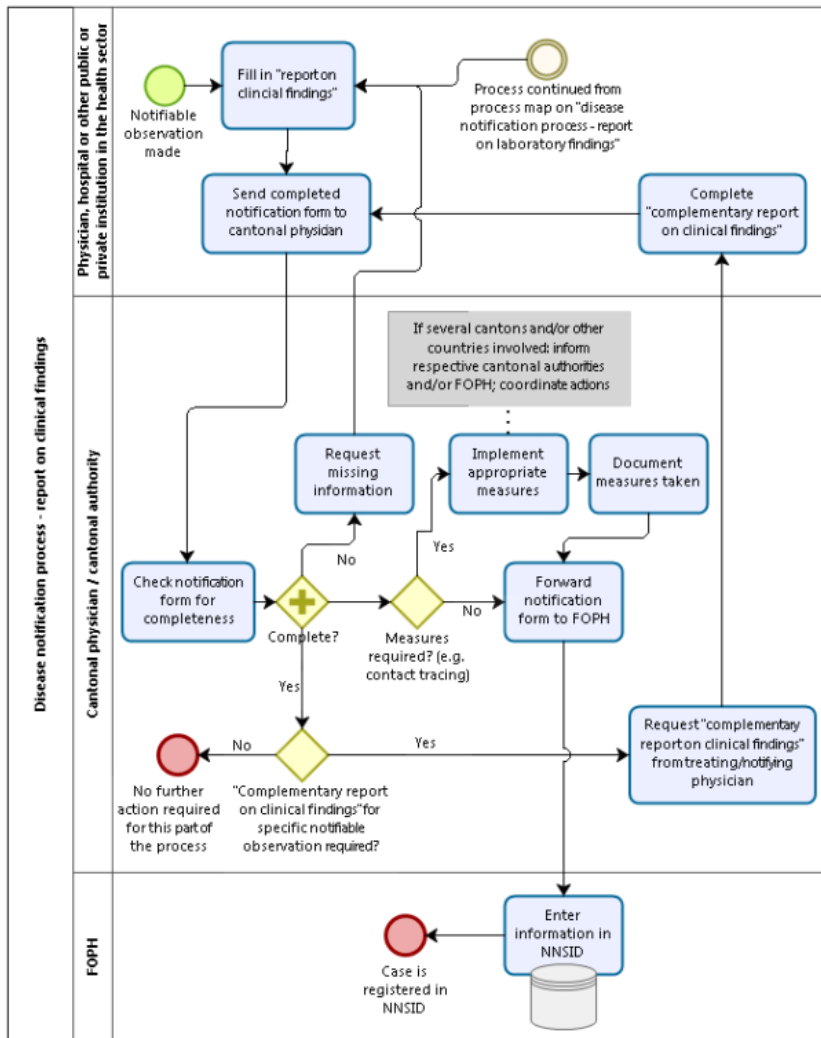 Disease notification process - report on clinical findings
Physician, hospital or other public or
private institution in the health sector
Fill in "report on
clincial findings"
Notifiable
observation
made
Process continued from
process map on "disease
notification process - report
on laboratory findings"
Send completed
notification form to
cantonal physidan
Complete
"complementary report
on clinical findings"
Cantonal physician / cantonal authority
If several cantons and/or other
countries involved: inform
respective cantonal authorities
and/or FOPH; coordinate actions
Request
missing
information
Implement
appropriate
measures
Document
measures taken
No
Yes
Check notification
form for
completeness
Complete?
Measures
required? (e.g.
contact tracing)
No
Forward
notification
form to FOPH
Yes
No
Yes
Request "complementary
report on clinical findings"
from treating/notifying
physician
No further
action required
for this part of
the process
"Complementary report
on clinical findings" for
specific notifiable
observation required?
FOPH
Enter
information in
NNSID
Case is
registered in
NNSID